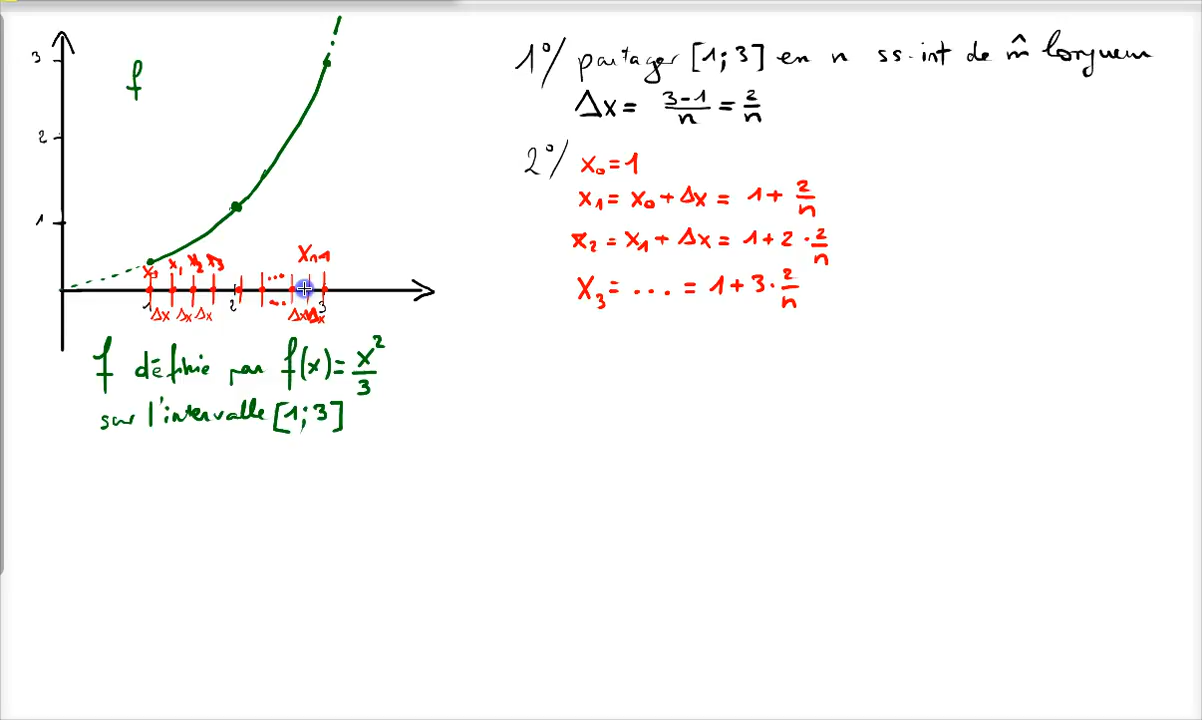 1°/ partager [1;3] en n ss-int de m̂ longueur
Δx = 3-1/n = 2/n
2°/ x₀ = 1
x₁ = x₀ + Δx = 1 + 2/n
x₂ = x₁ + Δx = 1 + 2 · 2/n
x₃ = ... = 1 + 3 · 2/n
3
f
2
1
x₀ x₁ x₂ x₃ ... xₙ₋₁
1 2 ... 3
Δx Δx Δx Δx Δx
f définie par f(x) = x²/3
sur l'intervalle [1;3]